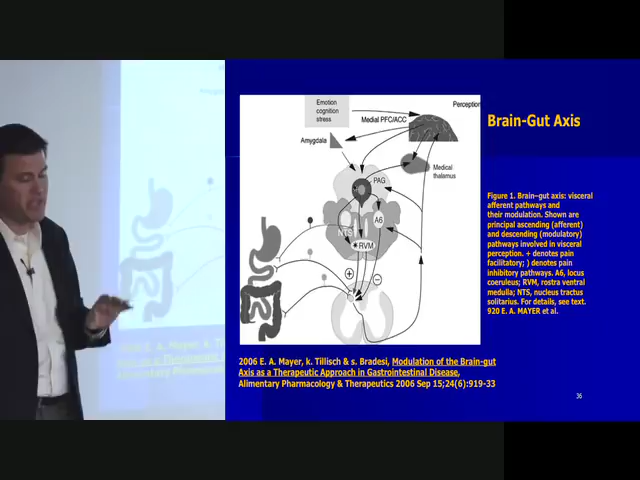 Emotion
cognition
stress
Perception
Medial PFC/ACC
Amygdala
Medical
thalamus
PAG
A6
NTS
RVM
+
−
Brain-Gut Axis
Figure 1. Brain–gut axis: visceral
afferent pathways and
their modulation. Shown are
principal ascending (afferent)
and descending (modulatory)
pathways involved in visceral
perception. + denotes pain
facilitatory; ) denotes pain
inhibitory pathways. A6, locus
coeruleus; RVM, rostra ventral
medulla; NTS, nucleus tractus
solitarius. For details, see text.
920 E. A. MAYER et al.
2006 E. A. Mayer, k. Tillisch & s. Bradesi, Modulation of the Brain-gut
Axis as a Therapeutic Approach in Gastrointestinal Disease,
Alimentary Pharmacology & Therapeutics 2006 Sep 15;24(6):919-33
36